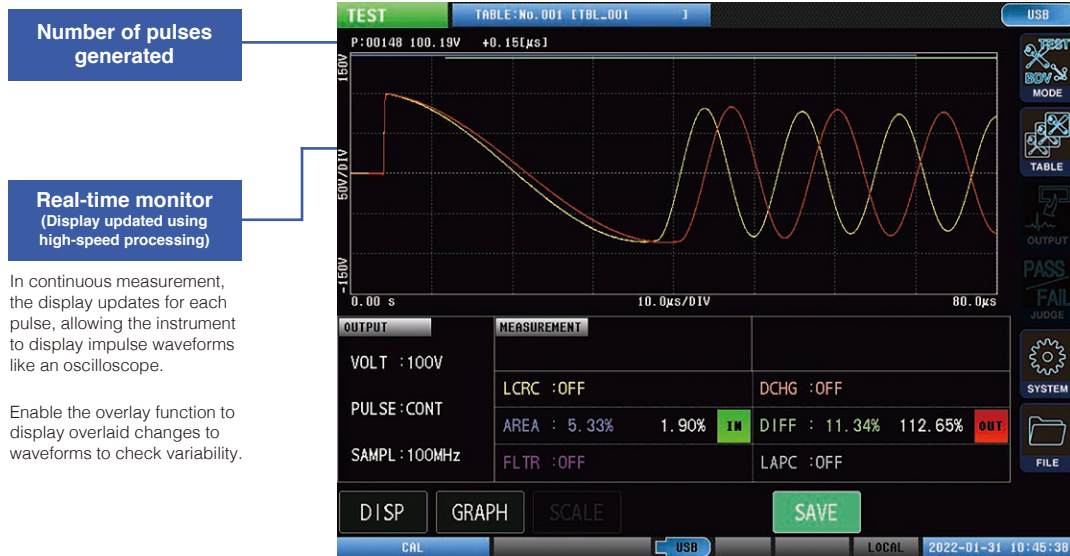 Number of pulses
generated
Real-time monitor
(Display updated using
high-speed processing)
In continuous measurement,
the display updates for each
pulse, allowing the instrument
to display impulse waveforms
like an oscilloscope.
Enable the overlay function to
display overlaid changes to
waveforms to check variability.
TEST TABLE:No.001 [TBL_001 ] USB
P:00148 100.19V +0.15[μs]
150V
50V/DIV
-150V
0.00 s 10.0μs/DIV 80.0μs
TEST
BDV
MODE
TABLE
OUTPUT
PASS
FAIL
JUDGE
SYSTEM
FILE
OUTPUT
VOLT :100V
PULSE:CONT
SAMPL:100MHz
MEASUREMENT
LCRC :OFF DCHG :OFF
AREA : 5.33% 1.90% IN DIFF : 11.34% 112.65% OUT
FLTR :OFF LAPC :OFF
DISP GRAPH SCALE SAVE
CAL USB LOCAL 2022-01-31 10:45:38